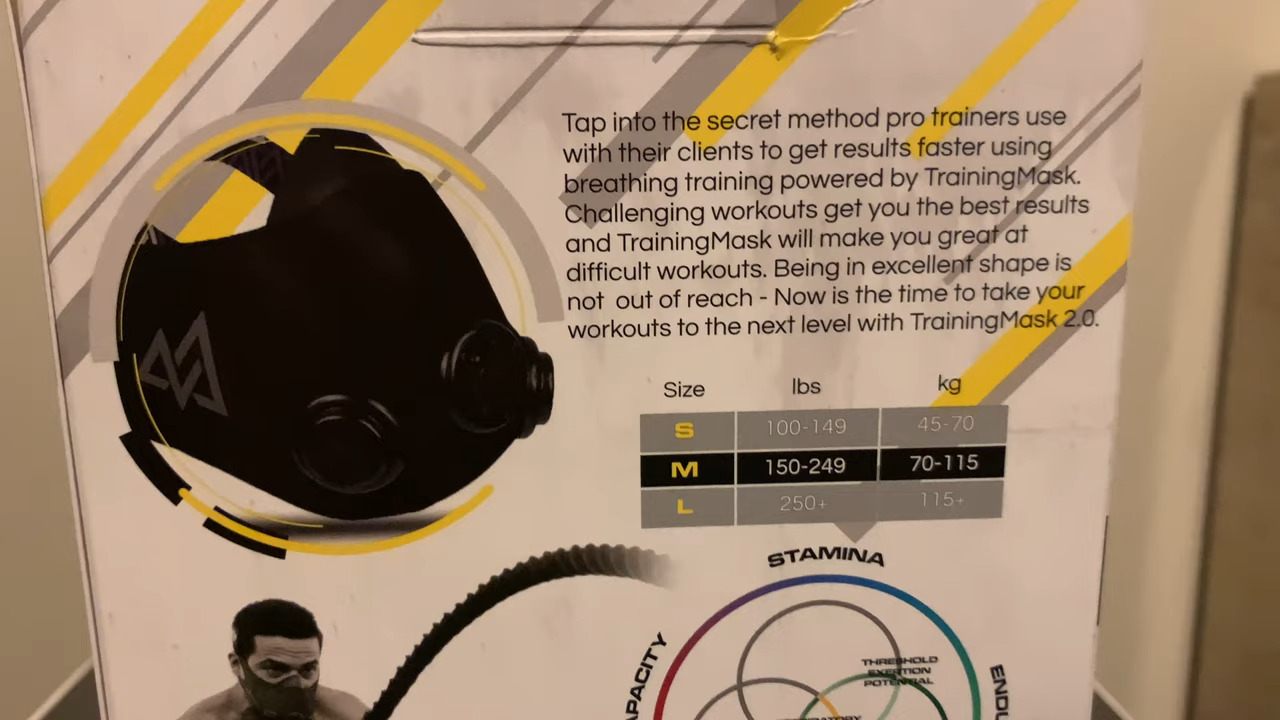 Tap into the secret method pro trainers use
with their clients to get results faster using
breathing training powered by TrainingMask.
Challenging workouts get you the best results
and TrainingMask will make you great at
difficult workouts. Being in excellent shape is
not out of reach - Now is the time to take your
workouts to the next level with TrainingMask 2.0.
Size lbs kg
S 100-149 45-70
M 150-249 70-115
L 250+ 115+
STAMINA
THRESHOLD
EXERTION
POTENTIAL